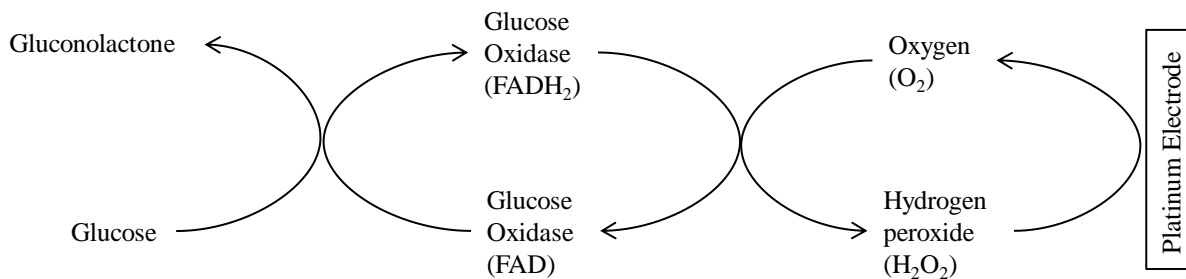 Gluconolactone
Glucose
Oxidase
(FADH₂)
Oxygen
(O₂)
Glucose
Glucose
Oxidase
(FAD)
Hydrogen
peroxide
(H₂O₂)
Platinum Electrode